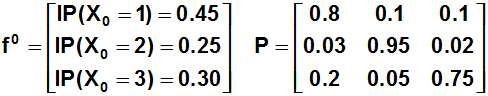 IP(X₀ = 1) = 0.45 0.8 0.1 0.1
f⁰ = IP(X₀ = 2) = 0.25 P = 0.03 0.95 0.02
IP(X₀ = 3) = 0.30 0.2 0.05 0.75